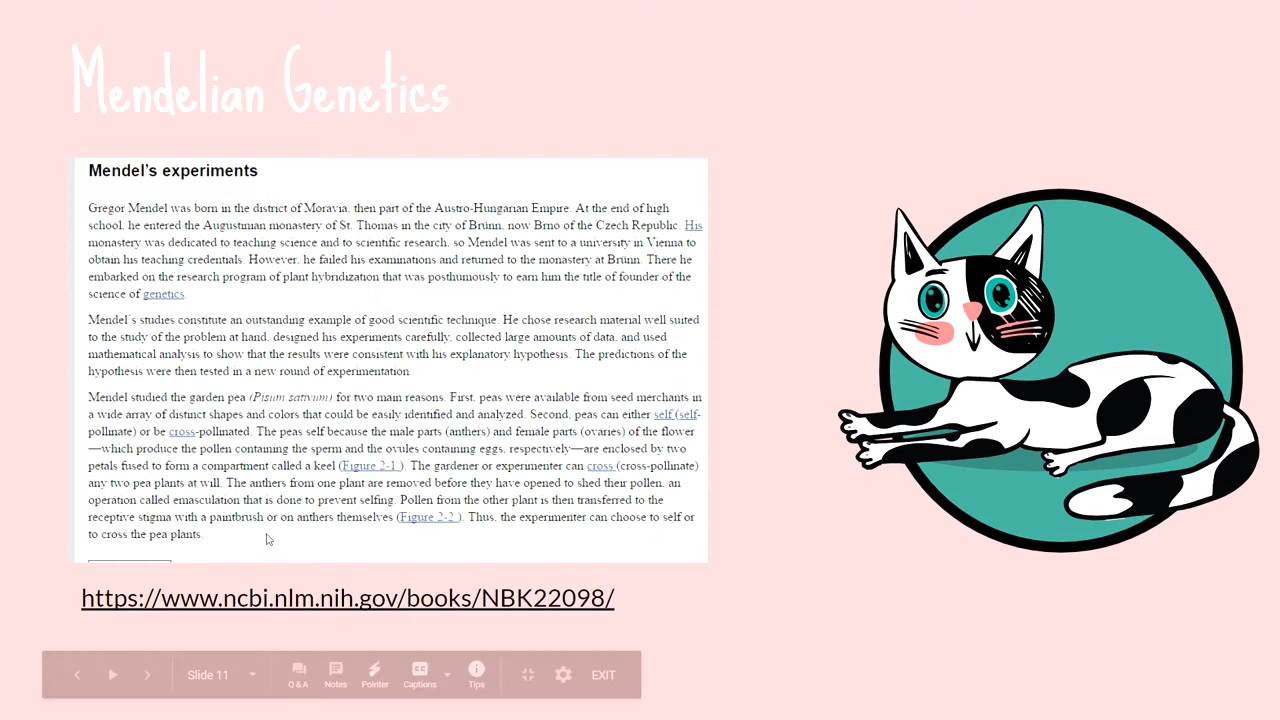 Mendelian Genetics
Mendel's experiments
Gregor Mendel was born in the district of Moravia, then part of the Austro-Hungarian Empire. At the end of high
school, he entered the Augustinian monastery of St. Thomas in the city of Brünn, now Brno of the Czech Republic. His
monastery was dedicated to teaching science and to scientific research, so Mendel was sent to a university in Vienna to
obtain his teaching credentials. However, he failed his examinations and returned to the monastery at Brünn. There he
embarked on the research program of plant hybridization that was posthumously to earn him the title of founder of the
science of genetics.
Mendel's studies constitute an outstanding example of good scientific technique. He chose research material well suited
to the study of the problem at hand, designed his experiments carefully, collected large amounts of data, and used
mathematical analysis to show that the results were consistent with his explanatory hypothesis. The predictions of the
hypothesis were then tested in a new round of experimentation.
Mendel studied the garden pea (Pisum sativum) for two main reasons. First, peas were available from seed merchants in
a wide array of distinct shapes and colors that could be easily identified and analyzed. Second, peas can either self (self-
pollinate) or be cross-pollinated. The peas self because the male parts (anthers) and female parts (ovaries) of the flower
—which produce the pollen containing the sperm and the ovules containing eggs, respectively—are enclosed by two
petals fused to form a compartment called a keel (Figure 2-1 ). The gardener or experimenter can cross (cross-pollinate)
any two pea plants at will. The anthers from one plant are removed before they have opened to shed their pollen, an
operation called emasculation that is done to prevent selfing. Pollen from the other plant is then transferred to the
receptive stigma with a paintbrush or on anthers themselves (Figure 2-2 ). Thus, the experimenter can choose to self or
to cross the pea plants.
https://www.ncbi.nlm.nih.gov/books/NBK22098/
Slide 11 Q & A Notes Pointer CC Captions Tips EXIT